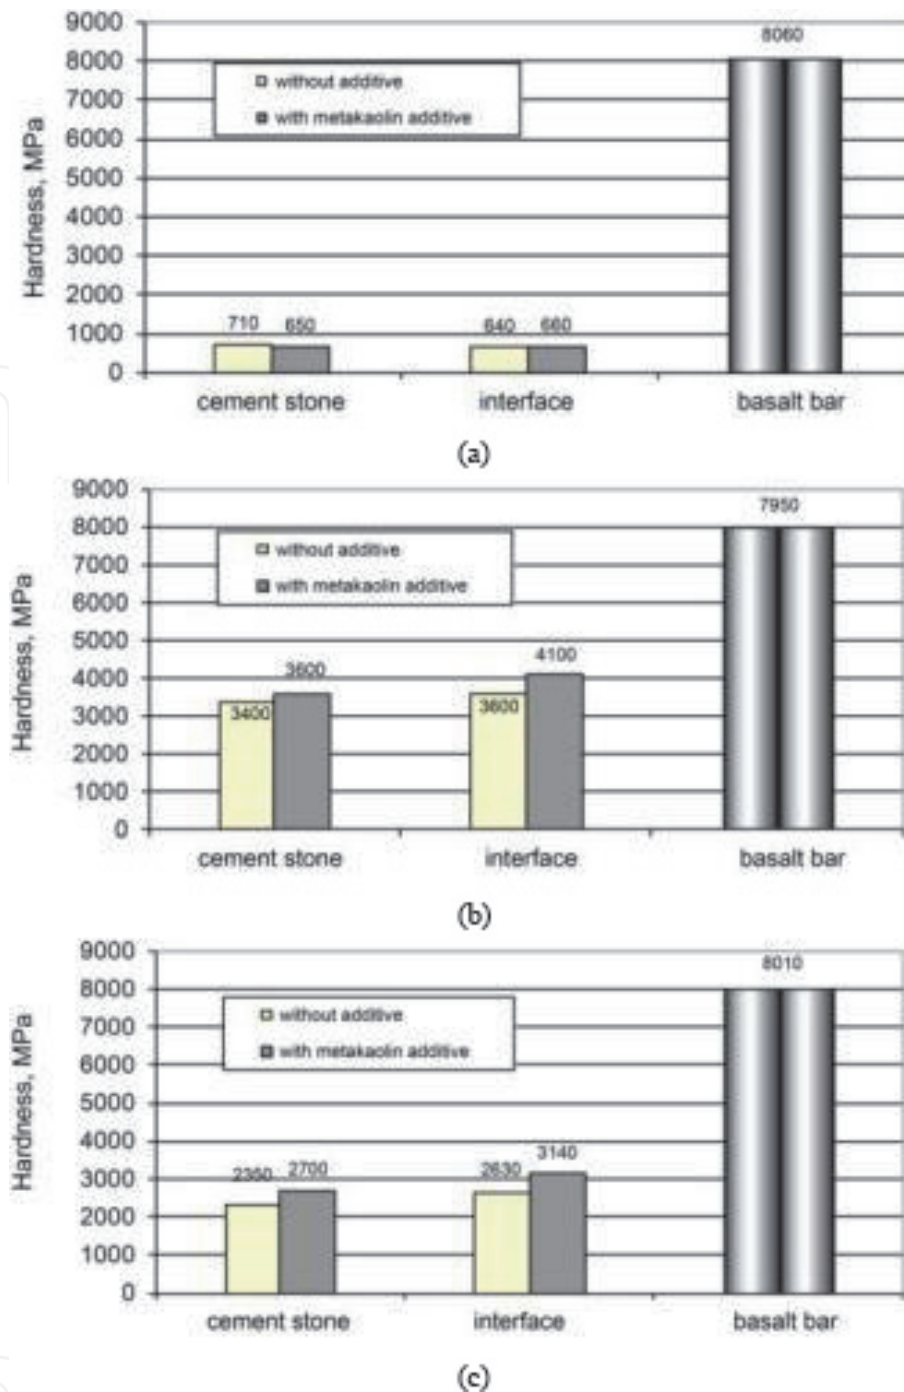 9000
8000
7000
6000
5000
4000
3000
2000
1000
0
Hardness, MPa
without additive
with metakaolin additive
710
650
640
660
8060
cement stone interface basalt bar
(a)
9000
8000
7000
6000
5000
4000
3000
2000
1000
0
Hardness, MPa
without additive
with metakaolin additive
3400
3600
3600
4100
7950
cement stone interface basalt bar
(b)
9000
8000
7000
6000
5000
4000
3000
2000
1000
0
Hardness, MPa
without additive
with metakaolin additive
2700
2630
3140
8010
cement stone interface basalt bar
(c)